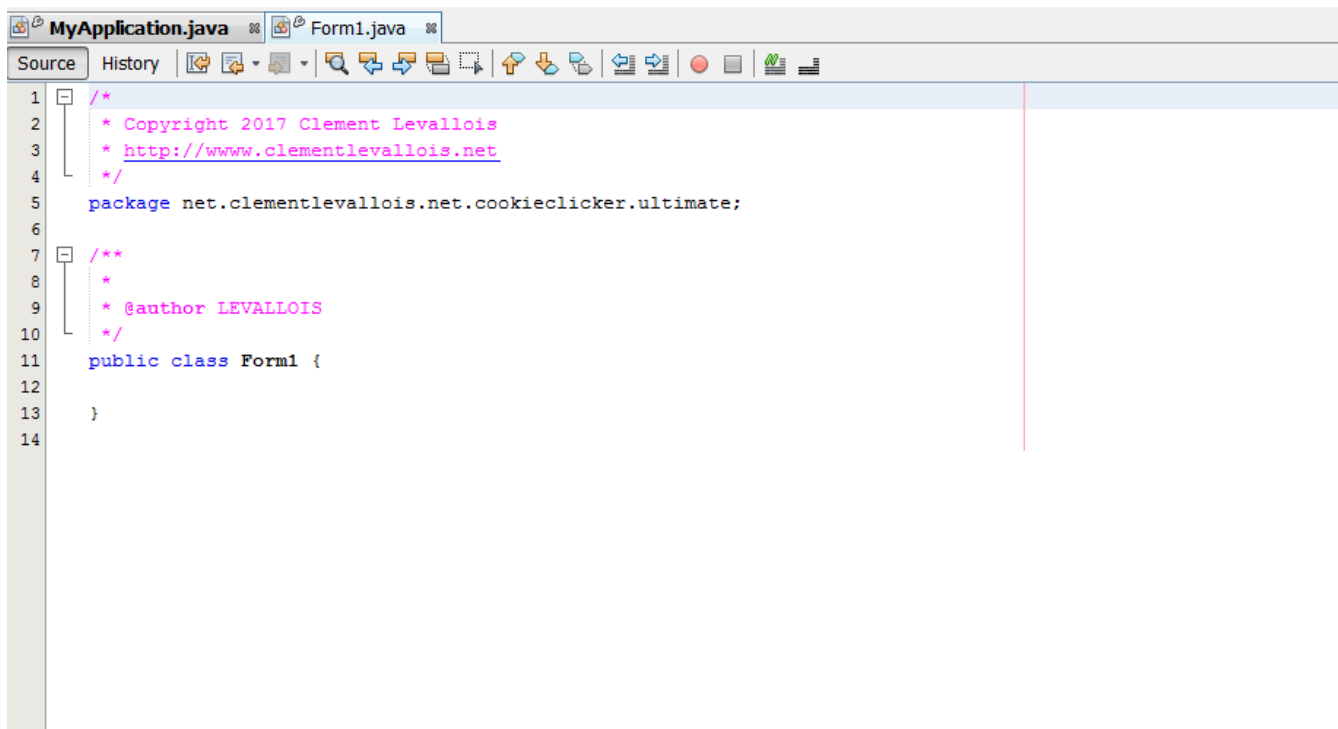 MyApplication.java Form1.java
Source History
1 /*
2 * Copyright 2017 Clement Levallois
3 * http://wwww.clementlevallois.net
4 */
5 package net.clementlevallois.net.cookieclicker.ultimate;
6
7 /**
8 *
9 * @author LEVALLOIS
10 */
11 public class Form1 {
12
13 }
14